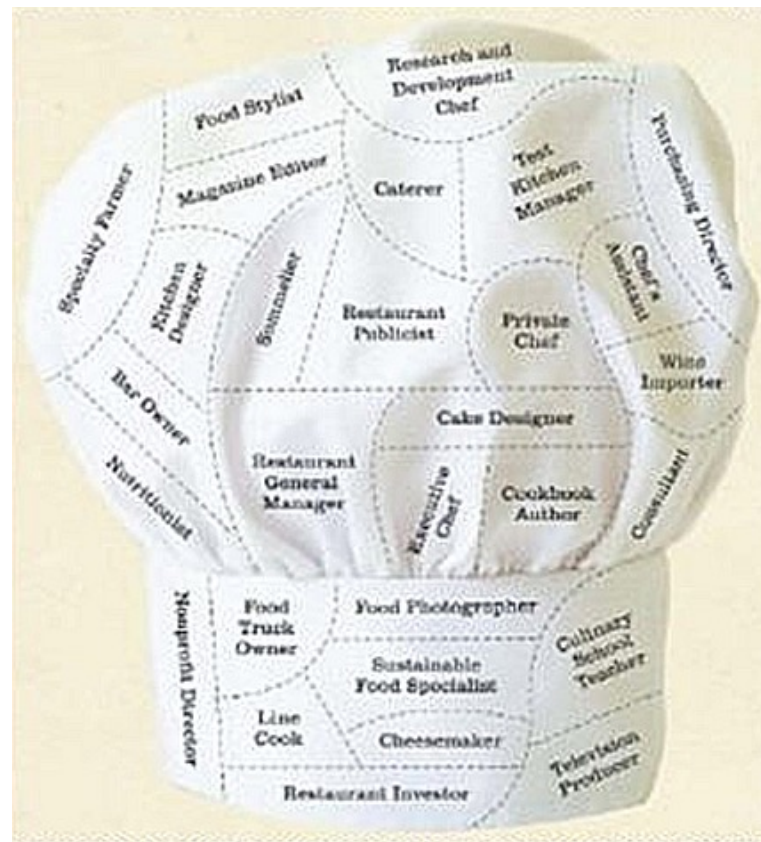 Research and
Development
Chef
Food Stylist
Magazine Editor
Caterer
Test
Kitchen
Manager
Purchasing Director
Specialty Farmer
Kitchen
Designer
Sommelier
Restaurant
Publicist
Private
Chef
Chef's
Assistant
Wine
Importer
Bar Owner
Cake Designer
Nutritionist
Restaurant
General
Manager
Executive
Chef
Cookbook
Author
Consultant
Nonprofit Director
Food
Truck
Owner
Food Photographer
Culinary
School
Teacher
Sustainable
Food Specialist
Line
Cook
Cheesemaker
Television
Producer
Restaurant Investor